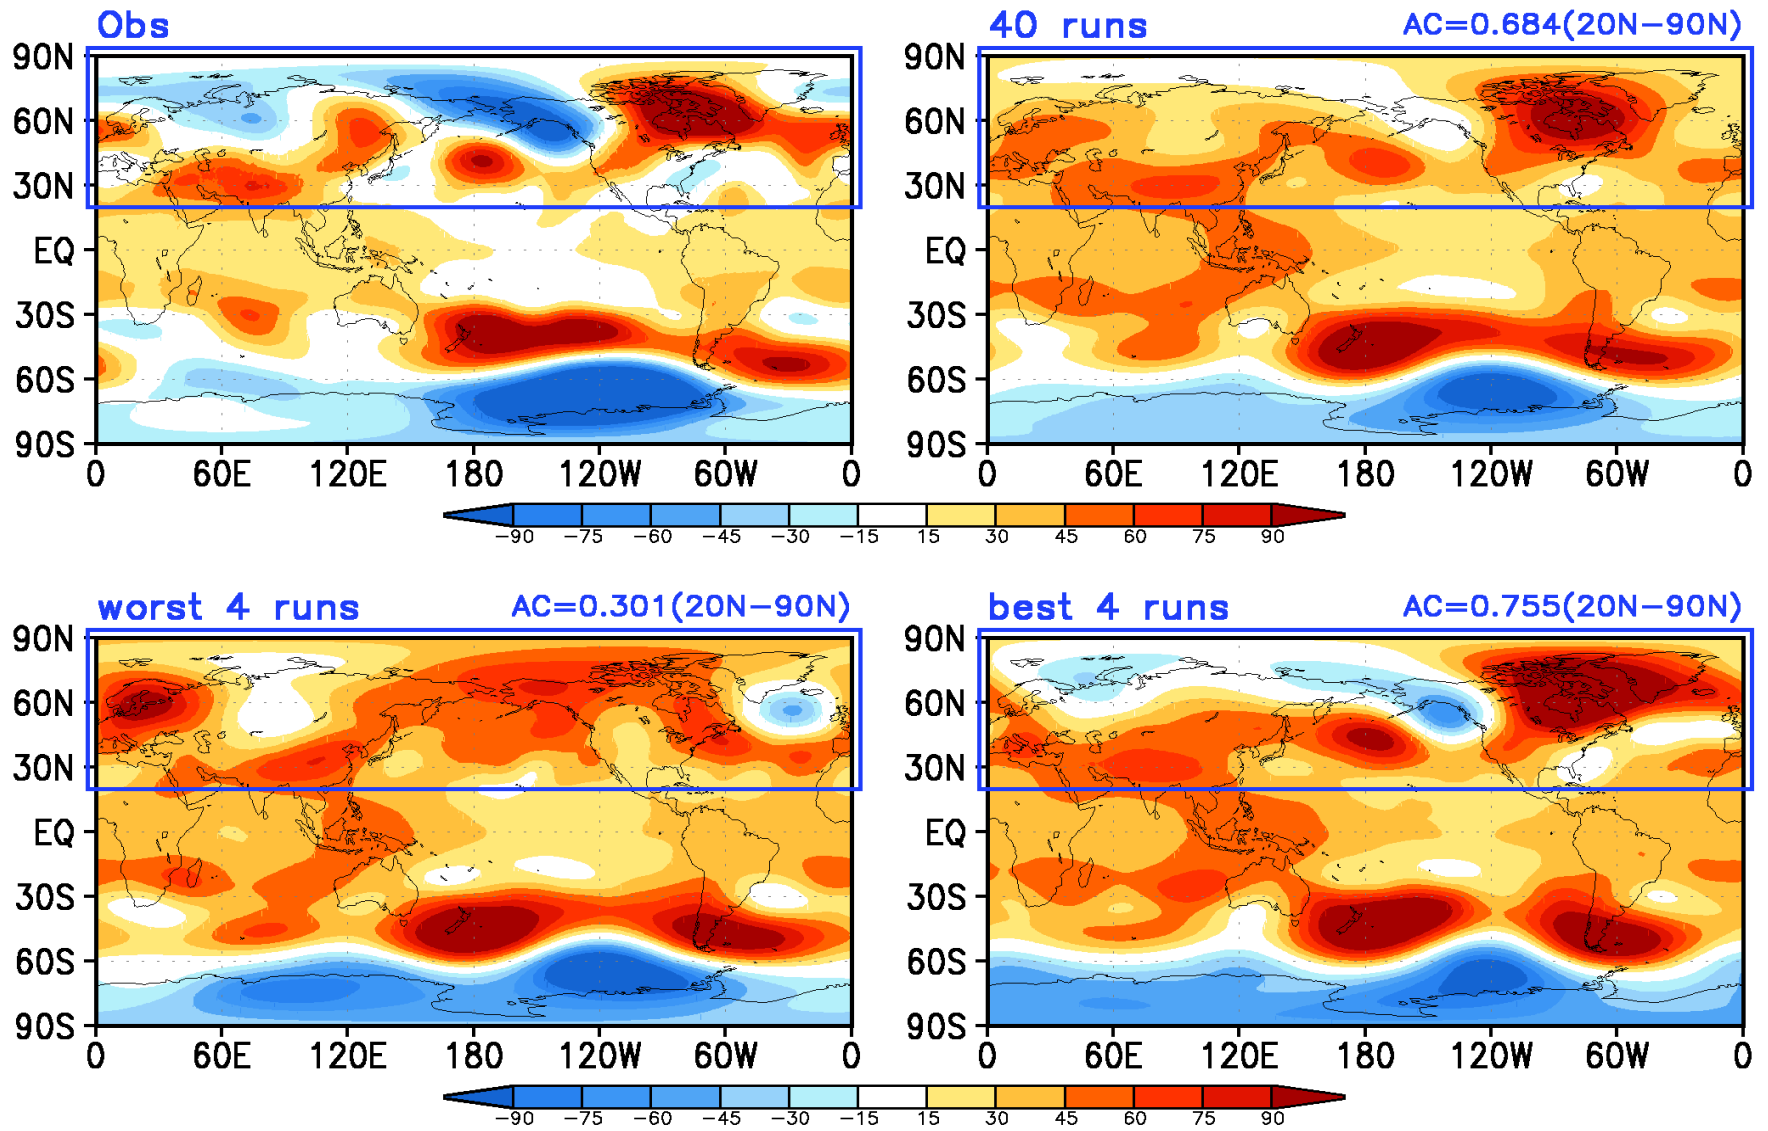 Obs
40 runs AC=0.684(20N−90N)
90N 90N
60N 60N
30N 30N
EQ EQ
30S 30S
60S 60S
90S 90S
0 60E 120E 180 120W 60W 0 0 60E 120E 180 120W 60W 0
−90 −75 −60 −45 −30 −15 15 30 45 60 75 90
worst 4 runs AC=0.301(20N−90N)
best 4 runs AC=0.755(20N−90N)
90N 90N
60N 60N
30N 30N
EQ EQ
30S 30S
60S 60S
90S 90S
0 60E 120E 180 120W 60W 0 0 60E 120E 180 120W 60W 0
−90 −75 −60 −45 −30 −15 15 30 45 60 75 90